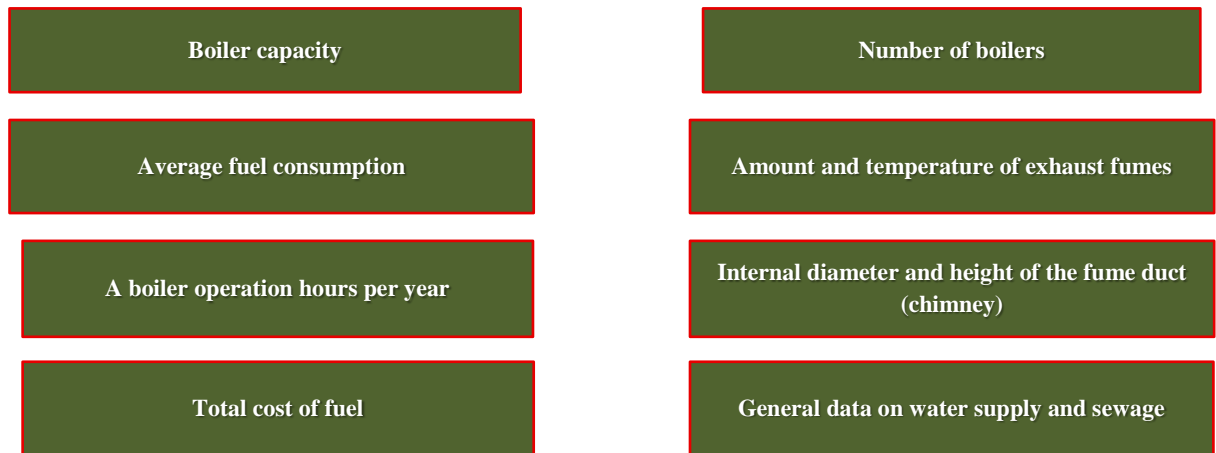 Boiler capacity
Number of boilers
Average fuel consumption
Amount and temperature of exhaust fumes
A boiler operation hours per year
Internal diameter and height of the fume duct
(chimney)
Total cost of fuel
General data on water supply and sewage